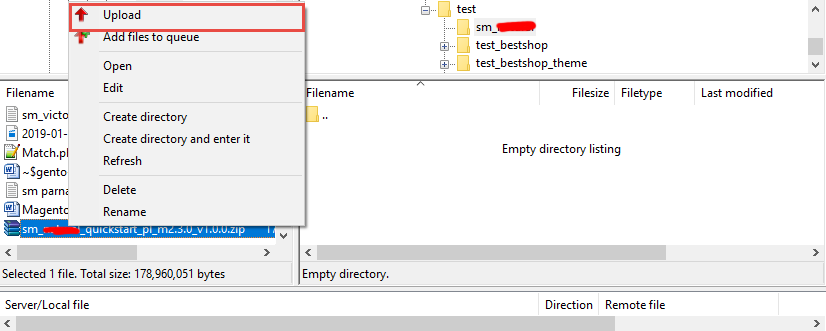 Upload
Add files to queue
Open
Edit
Create directory
Create directory and enter it
Refresh
Delete
Rename
test
sm_
test_bestshop
test_bestshop_theme
Filename
sm_victo
2019-01-
Match.pl
~$gento
sm parna
Magento
sm_ _quickstart_pl_m2.3.0_v1.0.0.zip
Selected 1 file. Total size: 178,960,051 bytes
Filename Filesize Filetype Last modified
..
Empty directory listing
Empty directory.
Server/Local file Direction Remote file